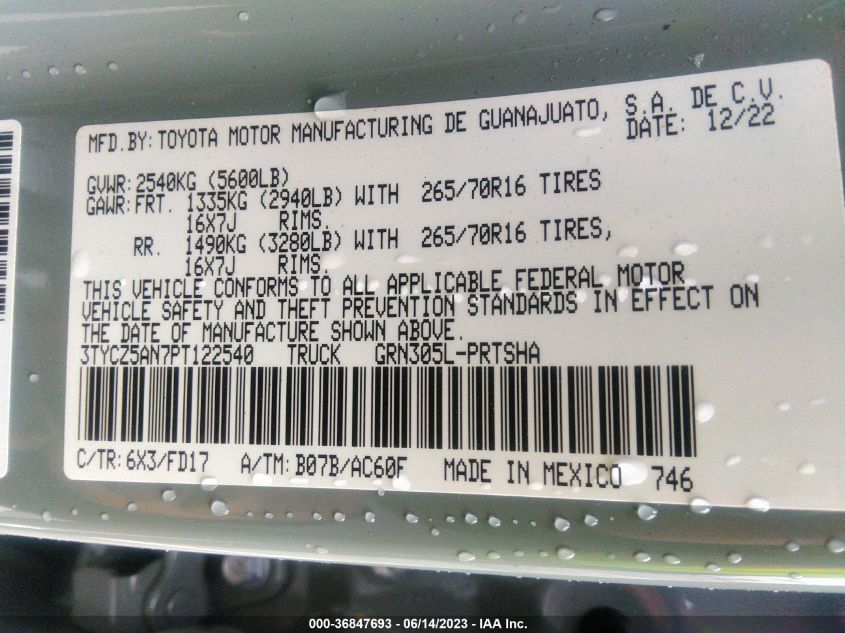 MFD.BY: TOYOTA MOTOR MANUFACTURING DE GUANAJUATO, S.A. DE C.V.
DATE: 12/22
GVWR: 2540KG (5600LB)
GAWR: FRT. 1335KG (2940LB) WITH 265/70R16 TIRES
16X7J RIMS.
RR. 1490KG (3280LB) WITH 265/70R16 TIRES,
16X7J RIMS.
THIS VEHICLE CONFORMS TO ALL APPLICABLE FEDERAL MOTOR
VEHICLE SAFETY AND THEFT PREVENTION STANDARDS IN EFFECT ON
THE DATE OF MANUFACTURE SHOWN ABOVE.
3TYCZ5AN7PT122540 TRUCK GRN305L-PRTSHA
C/TR: 6X3/FD17 A/TM: B07B/AC60F MADE IN MEXICO 746
000-36847693 - 06/14/2023 - IAA Inc.